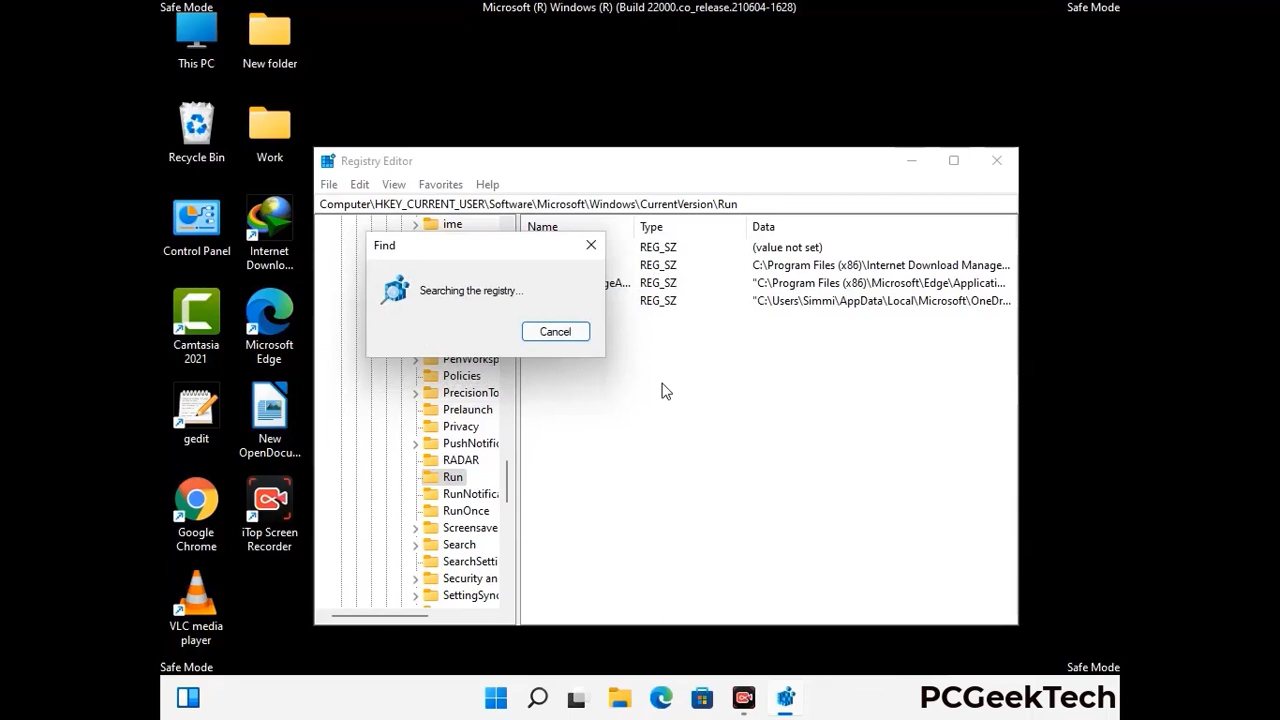 Safe Mode
Microsoft (R) Windows (R) (Build 22000.co_release.210604-1628)
Safe Mode
This PC
New folder
Recycle Bin
Work
Control Panel
Internet
Downlo...
Camtasia
2021
Microsoft
Edge
gedit
New
OpenDocu...
Google
Chrome
iTop Screen
Recorder
VLC media
player
Registry Editor
File Edit View Favorites Help
Computer\HKEY_CURRENT_USER\Software\Microsoft\Windows\CurrentVersion\Run
ime
PenWorksp
Policies
PrecisionTo
Prelaunch
Privacy
PushNotific
RADAR
Run
RunNotifica
RunOnce
Screensave
Search
SearchSetti
Security an
SettingSync
Name Type Data
REG_SZ (value not set)
REG_SZ C:\Program Files (x86)\Internet Download Manage...
geA... REG_SZ "C:\Program Files (x86)\Microsoft\Edge\Applicati...
REG_SZ "C:\Users\Simmi\AppData\Local\Microsoft\OneDr...
Find
Searching the registry...
Cancel
Safe Mode
Safe Mode
PCGeekTech